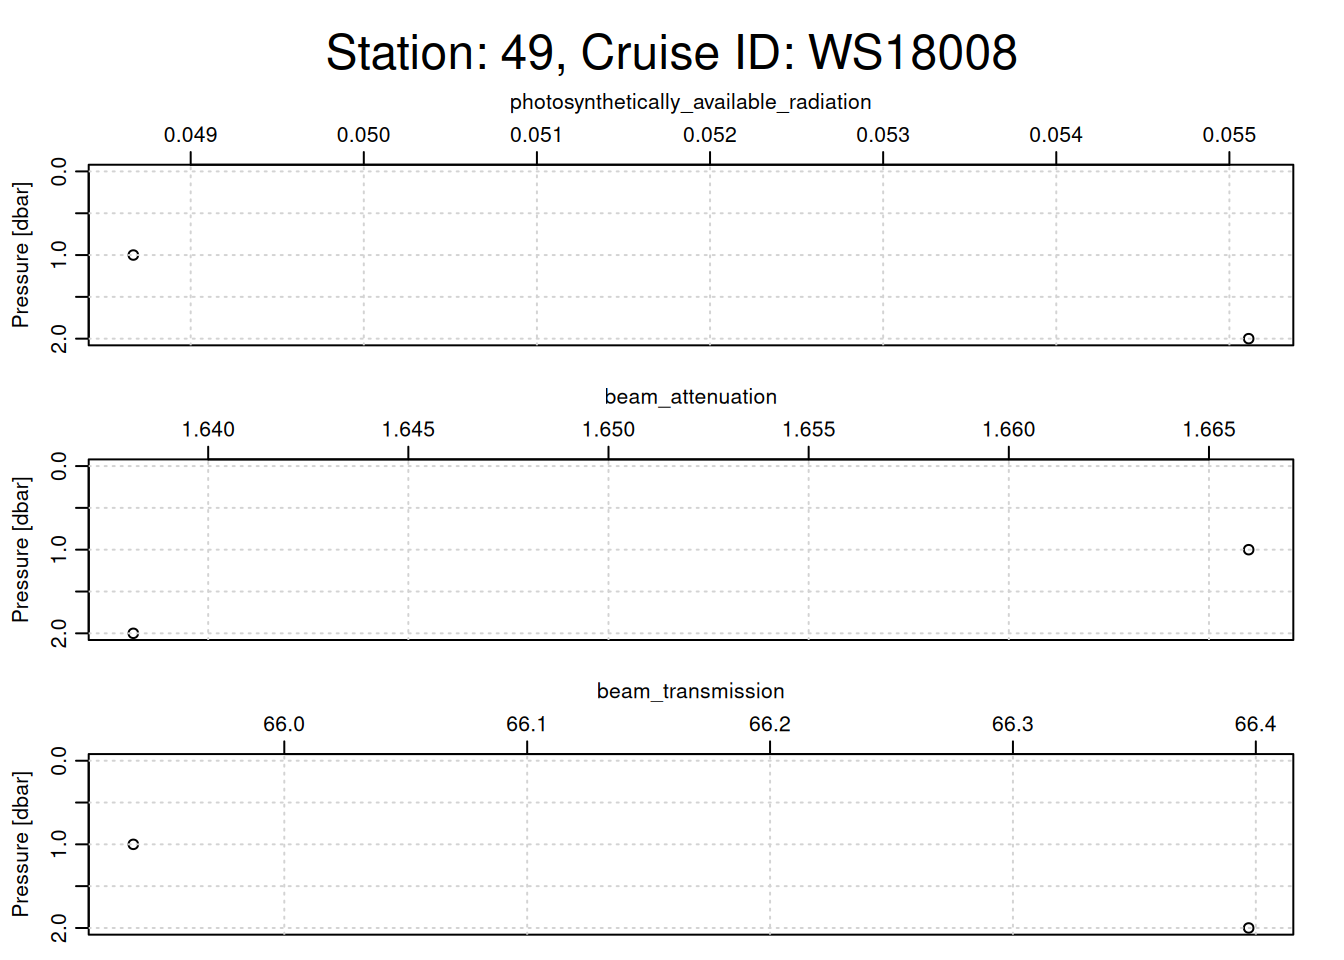 Station: 49, Cruise ID: WS18008
photosynthetically_available_radiation
0.049 0.050 0.051 0.052 0.053 0.054 0.055
Pressure [dbar]
0.0
1.0
2.0
beam_attenuation
1.640 1.645 1.650 1.655 1.660 1.665
Pressure [dbar]
0.0
1.0
2.0
beam_transmission
66.0 66.1 66.2 66.3 66.4
Pressure [dbar]
0.0
1.0
2.0